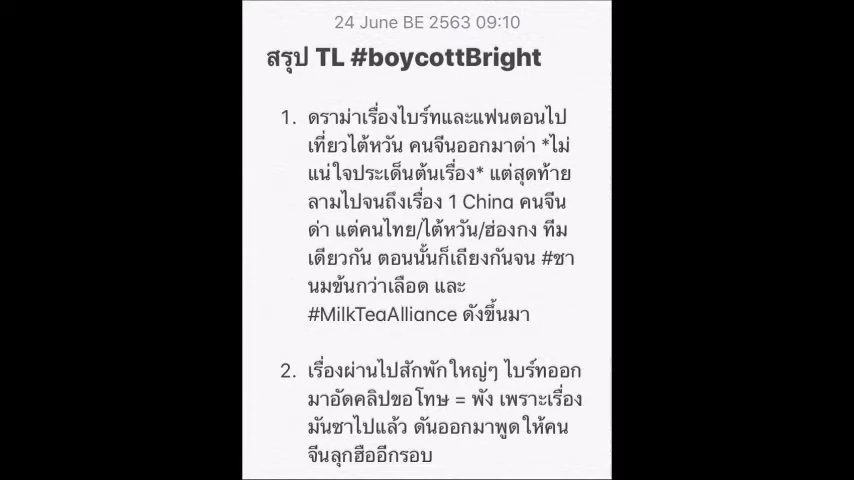 24 June BE 2563 09:10
สรุป TL #boycottBright
1. ดราม่าเรื่องไบร์ทและแฟนตอนไป
เที่ยวไต้หวัน คนจีนออกมาด่า *ไม่
แน่ใจประเด็นต้นเรื่อง* แต่สุดท้าย
ลามไปจนถึงเรื่อง 1 China คนจีน
ด่า แต่คนไทย/ไต้หวัน/ฮ่องกง ทีม
เดียวกัน ตอนนั้นก็เถียงกันจน #ชา
นมข้นกว่าเลือด และ
#MilkTeaAlliance ดังขึ้นมา
2. เรื่องผ่านไปสักพักใหญ่ๆ ไบร์ทออก
มาอัดคลิปขอโทษ = พัง เพราะเรื่อง
มันซาไปแล้ว ดันออกมาพูดให้คน
จีนลุกฮืออีกรอบ